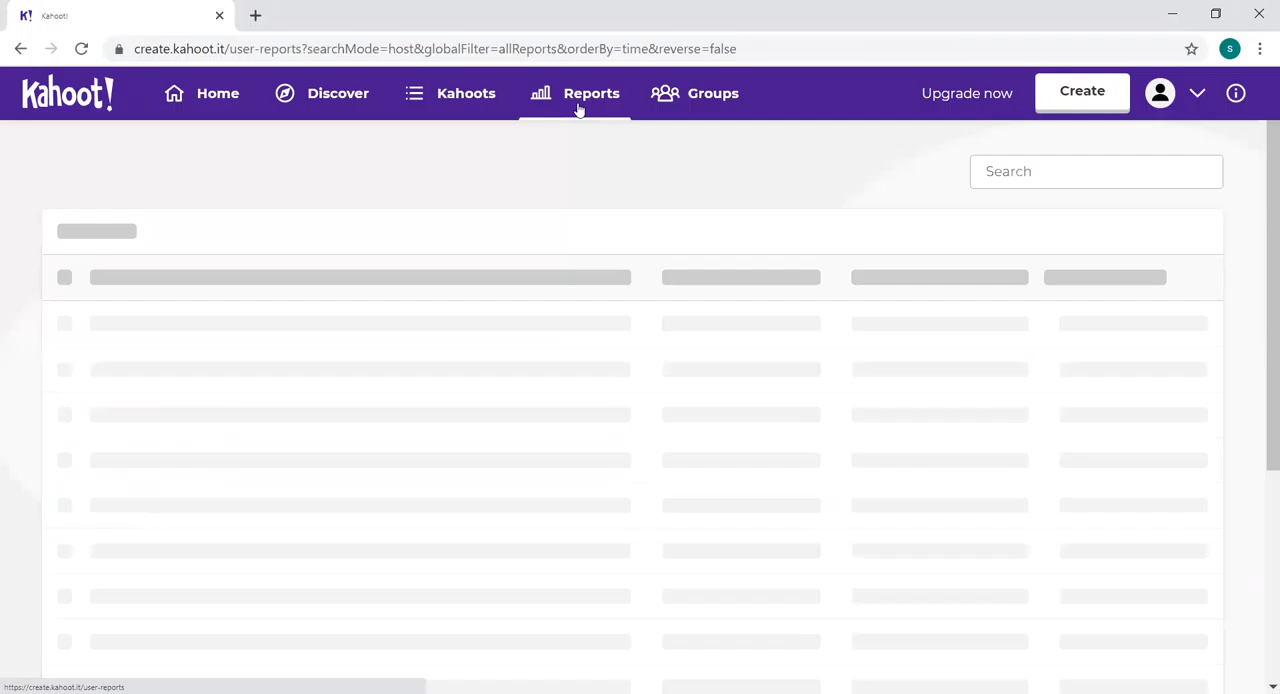 K! Kahoot!
create.kahoot.it/user-reports?searchMode=host&globalFilter=allReports&orderBy=time&reverse=false
S
Kahoot! Home Discover Kahoots Reports Groups Upgrade now Create
Search
https://create.kahoot.it/user-reports